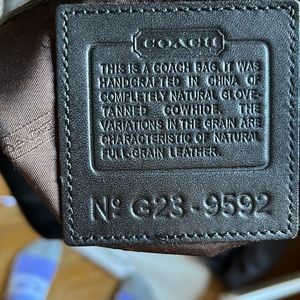 COACH
THIS IS A COACH BAG. IT WAS
HANDCRAFTED IN CHINA OF
COMPLETELY NATURAL GLOVE-
TANNED COWHIDE. THE
VARIATIONS IN THE GRAIN ARE
CHARACTERISTIC OF NATURAL
FULL-GRAIN LEATHER.
Nº G23-9592